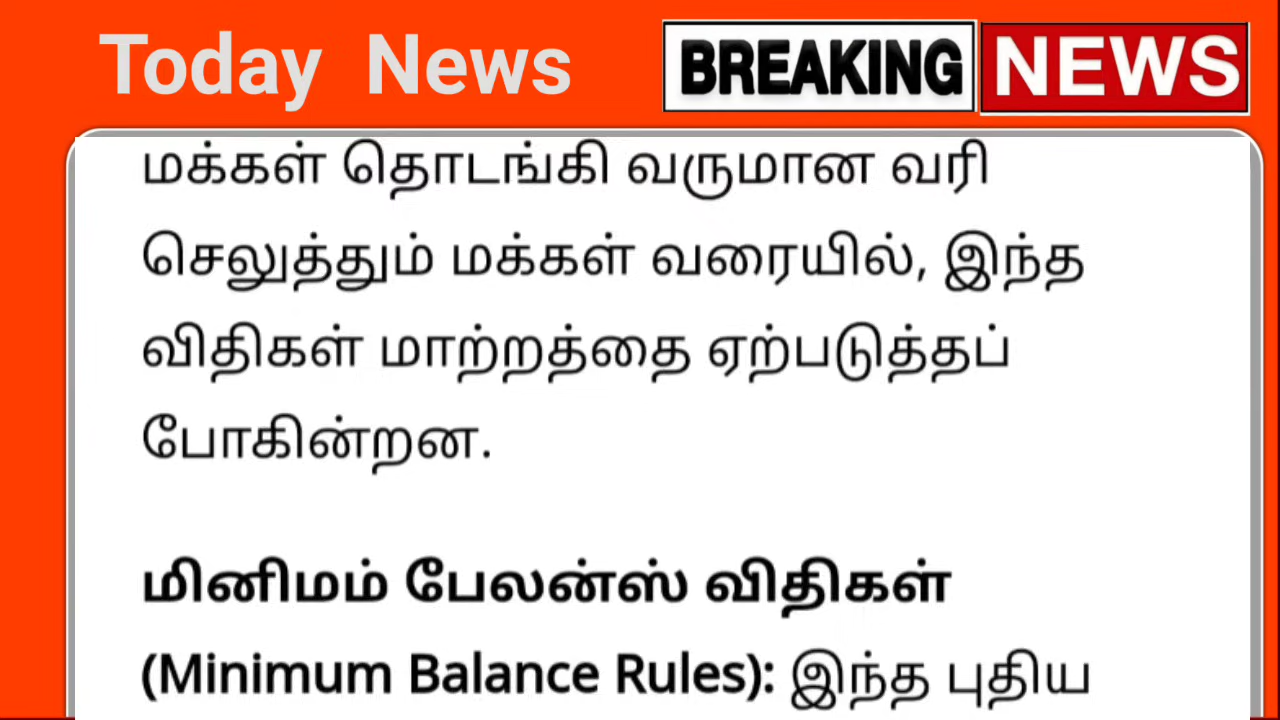 Today News
BREAKING NEWS
மக்கள் தொடங்கி வருமான வரி
செலுத்தும் மக்கள் வரையில், இந்த
விதிகள் மாற்றத்தை ஏற்படுத்தப்
போகின்றன.
மினிமம் பேலன்ஸ் விதிகள்
(Minimum Balance Rules): இந்த புதிய